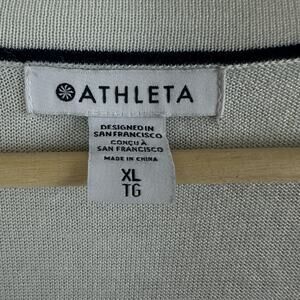 ATHLETA
DESIGNED IN
SAN FRANCISCO
CONÇU À
SAN FRANCISCO
MADE IN CHINA
XL
TG